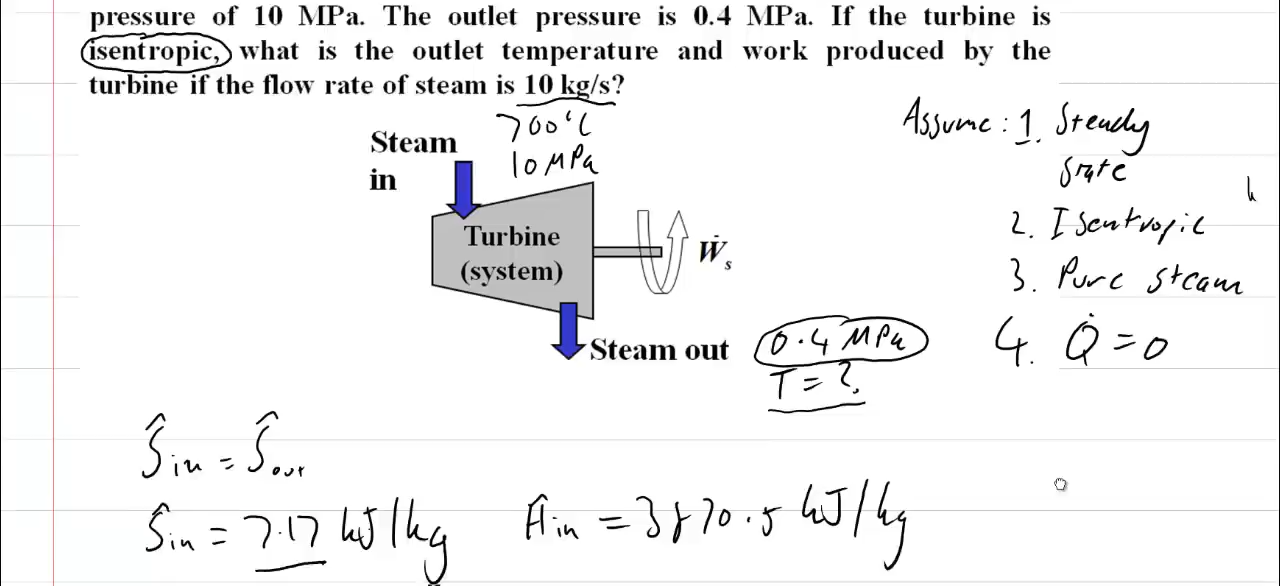 pressure of 10 MPa. The outlet pressure is 0.4 MPa. If the turbine is
isentropic, what is the outlet temperature and work produced by the
turbine if the flow rate of steam is 10 kg/s?
700°C
10 MPa
Steam
in
Turbine
(system)
Ẇs
Steam out
0.4 MPa
T = ?
Assume: 1. Steady
State
2. Isentropic
3. Pure steam
4. Q̇ = 0
Ŝin = Ŝout
Ŝin = 7.17 kJ/kg Ĥin = 3870.5 kJ/kg